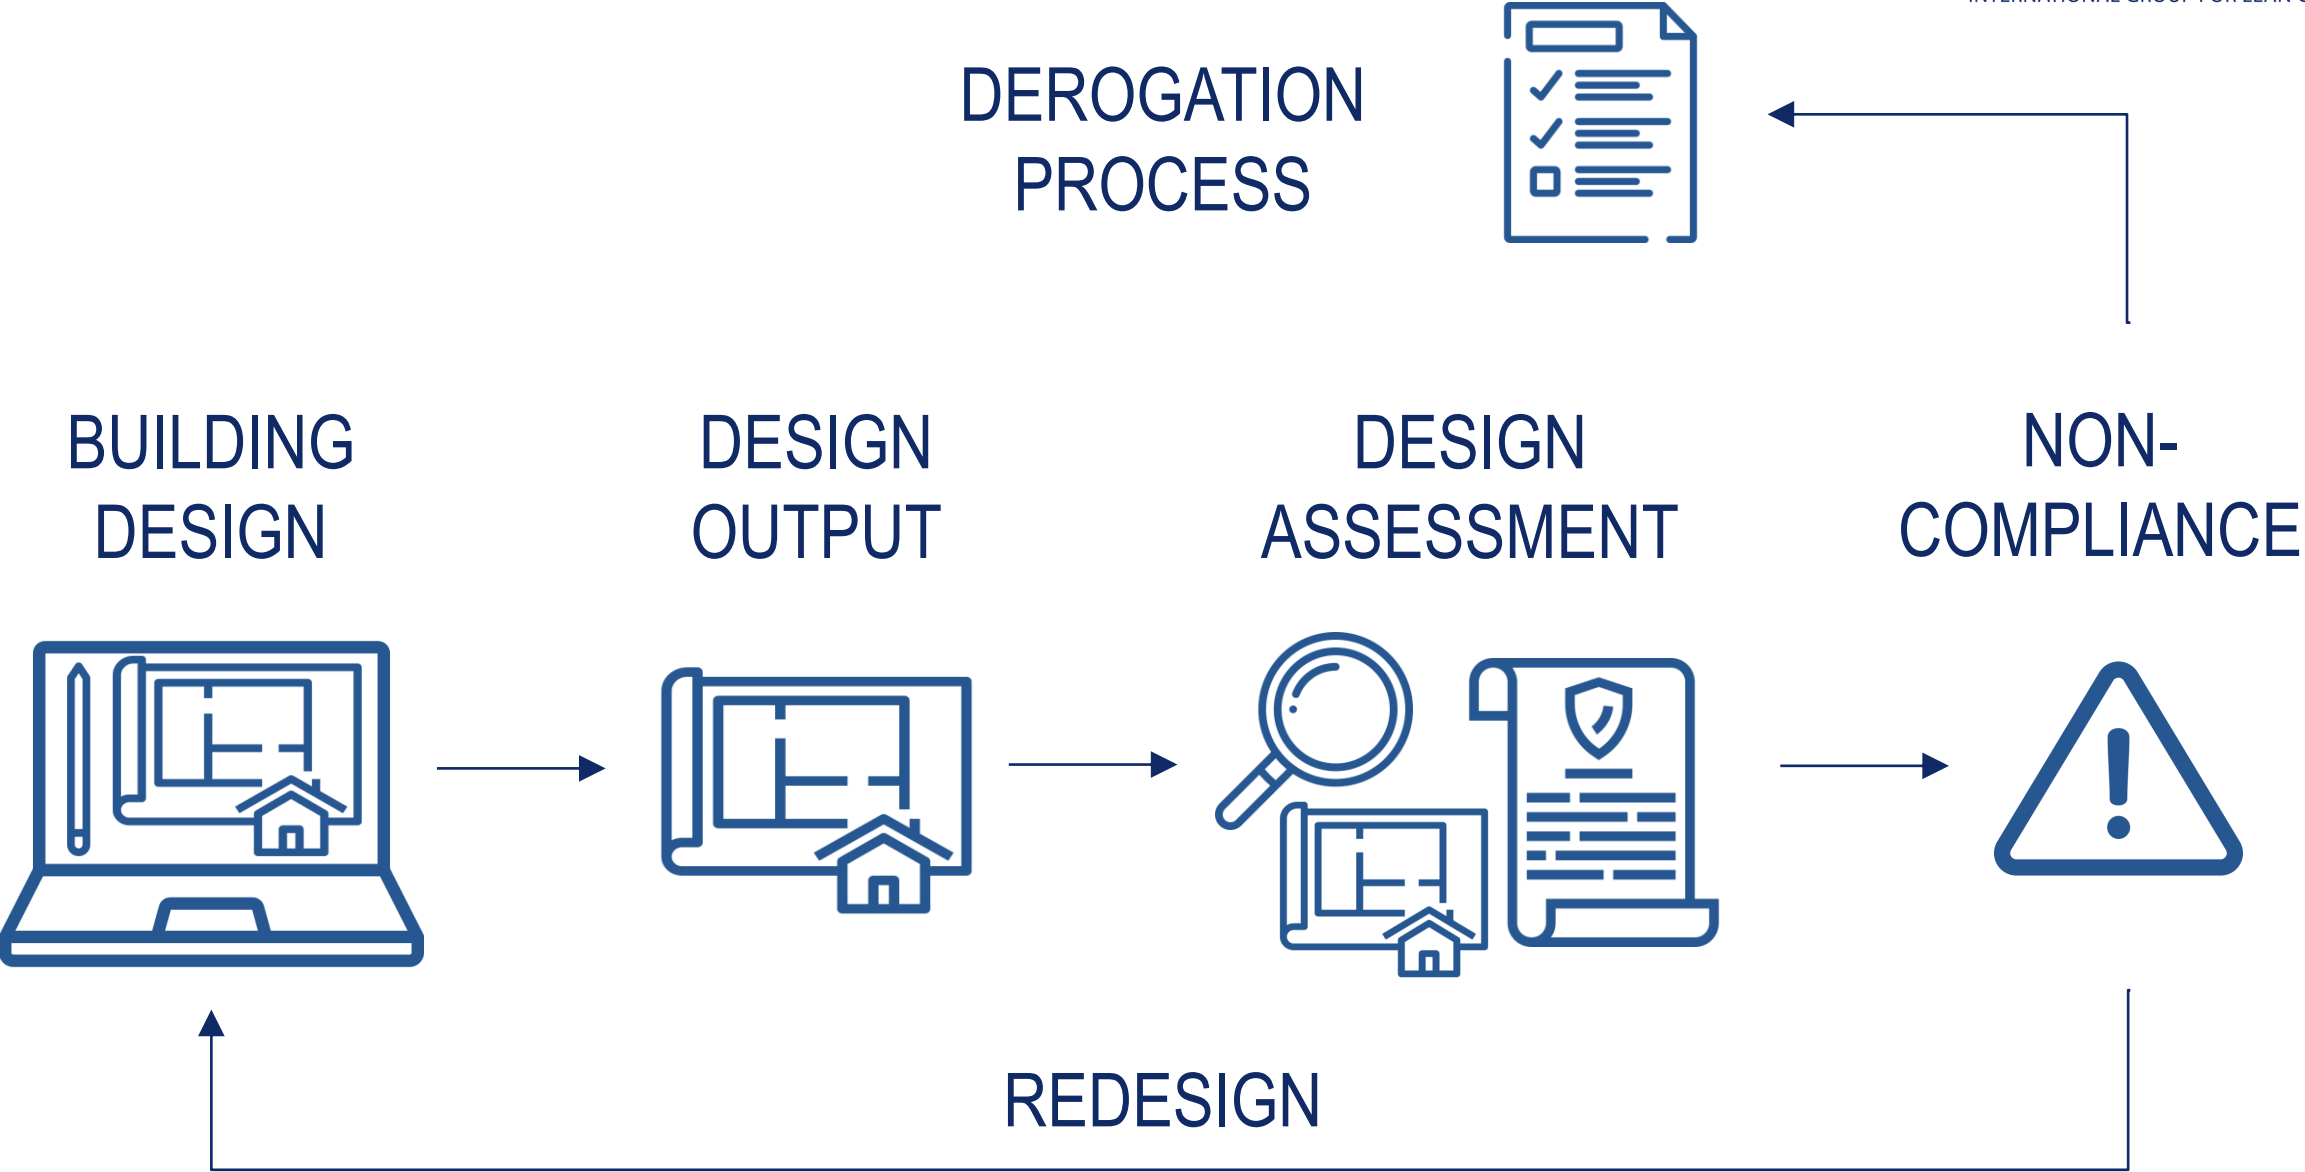 DEROGATION
PROCESS
BUILDING
DESIGN
DESIGN
OUTPUT
DESIGN
ASSESSMENT
NON-
COMPLIANCE
REDESIGN